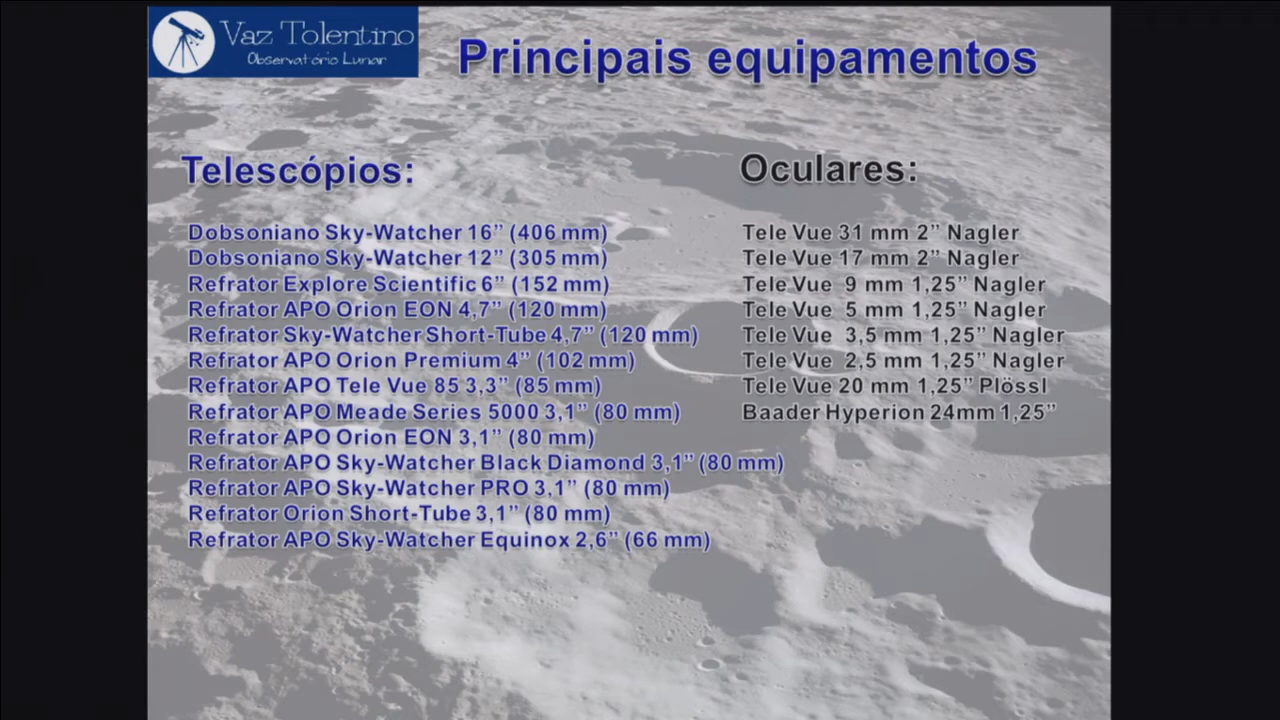 Vaz Tolentino
Observatório Lunar
Principais equipamentos
Telescópios:
Dobsoniano Sky-Watcher 16” (406 mm)
Dobsoniano Sky-Watcher 12” (305 mm)
Refrator Explore Scientific 6” (152 mm)
Refrator APO Orion EON 4,7” (120 mm)
Refrator Sky-Watcher Short-Tube 4,7” (120 mm)
Refrator APO Orion Premium 4” (102 mm)
Refrator APO Tele Vue 85 3,3” (85 mm)
Refrator APO Meade Series 5000 3,1” (80 mm)
Refrator APO Orion EON 3,1” (80 mm)
Refrator APO Sky-Watcher Black Diamond 3,1” (80 mm)
Refrator APO Sky-Watcher PRO 3,1” (80 mm)
Refrator Orion Short-Tube 3,1” (80 mm)
Refrator APO Sky-Watcher Equinox 2,6” (66 mm)
Oculares:
Tele Vue 31 mm 2” Nagler
Tele Vue 17 mm 2” Nagler
Tele Vue 9 mm 1,25” Nagler
Tele Vue 5 mm 1,25” Nagler
Tele Vue 3,5 mm 1,25” Nagler
Tele Vue 2,5 mm 1,25” Nagler
Tele Vue 20 mm 1,25” Plössl
Baader Hyperion 24mm 1,25”